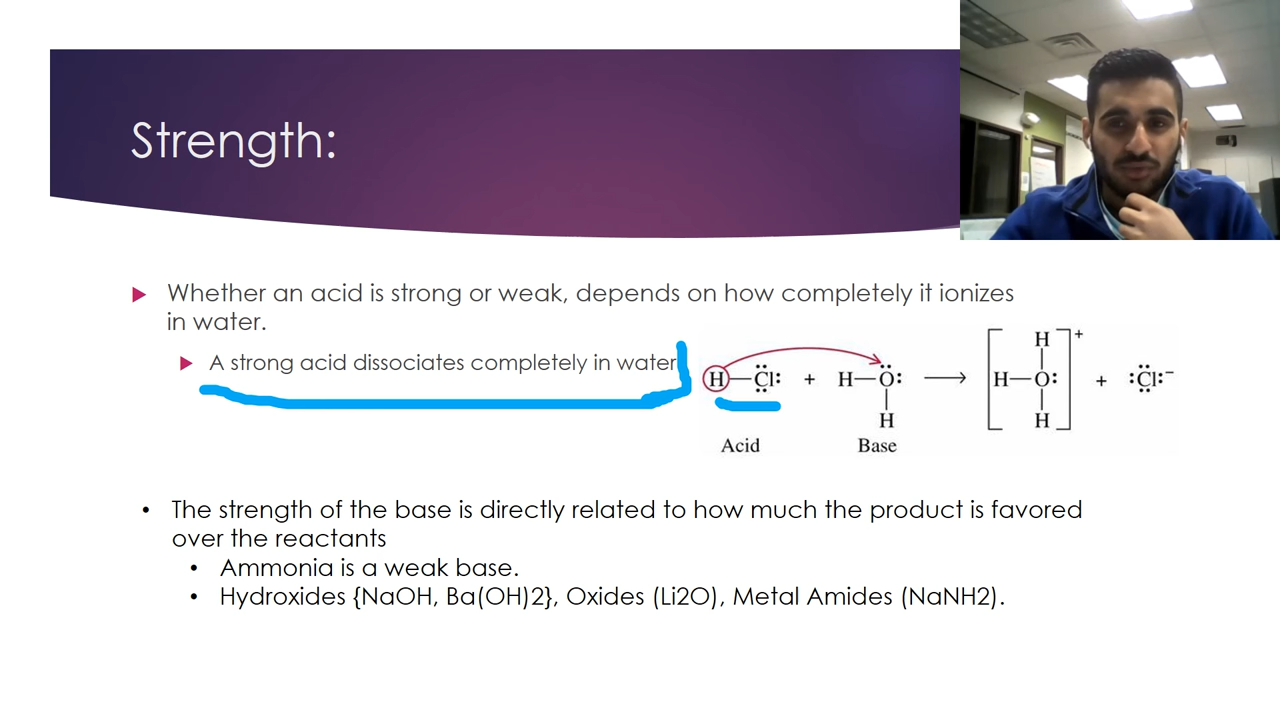 Strength:
Whether an acid is strong or weak, depends on how completely it ionizes
in water.
A strong acid dissociates completely in water
H
H—Cl: + H—O: ⟶ H—O: + :Cl:⁻
H H
Acid Base
• The strength of the base is directly related to how much the product is favored
over the reactants
• Ammonia is a weak base.
• Hydroxides {NaOH, Ba(OH)2}, Oxides (Li2O), Metal Amides (NaNH2).